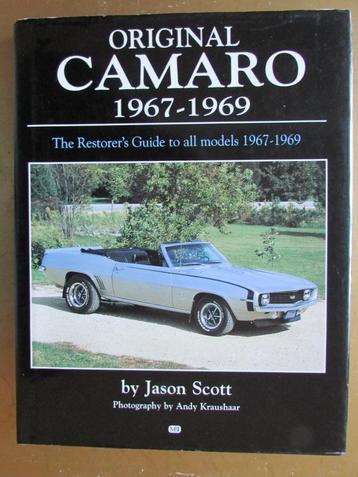 ORIGINAL
CAMARO
1967-1969
The Restorer's Guide to all models 1967-1969
by Jason Scott
Photography by Andy Kraushaar
MBI